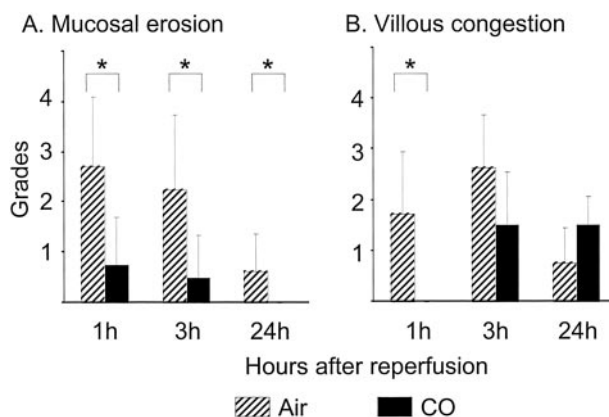 A. Mucosal erosion
B. Villous congestion
* * *
*
4
3
2
1
4
3
2
1
Grades
1h 3h 24h
1h 3h 24h
Hours after reperfusion
Air CO